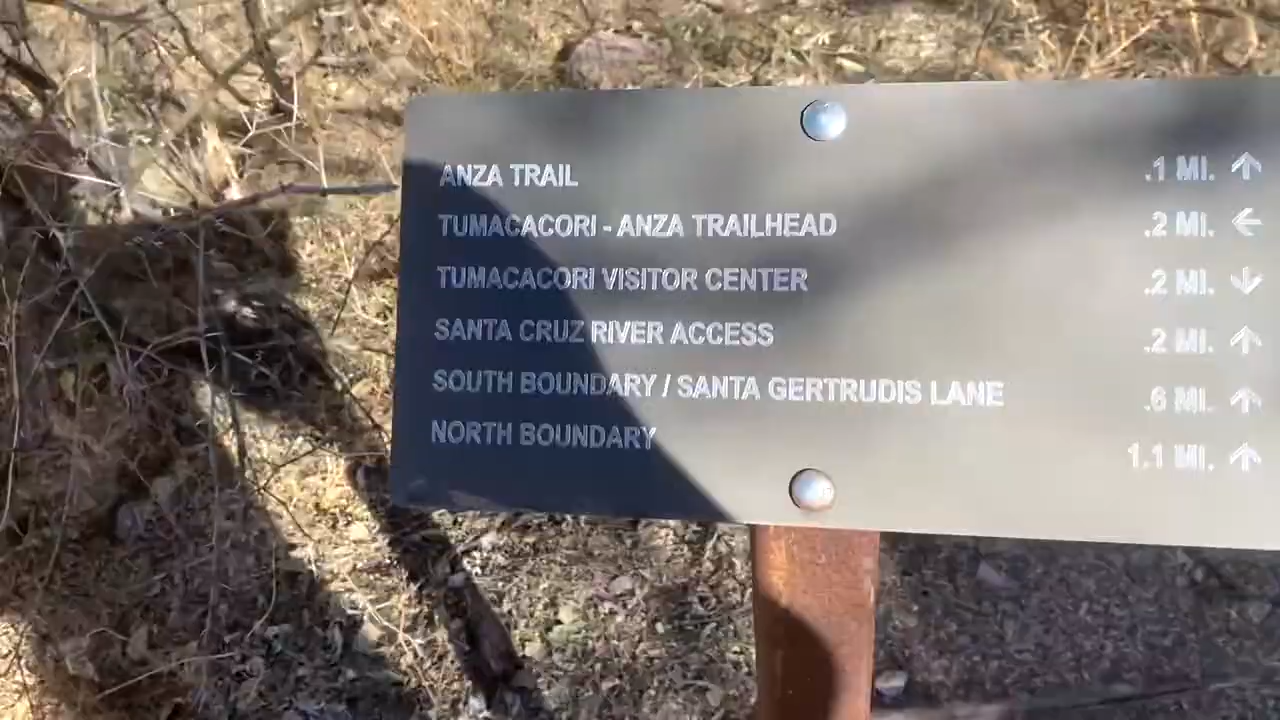 ANZA TRAIL .1 MI. ↑
TUMACACORI - ANZA TRAILHEAD .2 MI. ←
TUMACACORI VISITOR CENTER .2 MI. ↓
SANTA CRUZ RIVER ACCESS .2 MI. ↑
SOUTH BOUNDARY / SANTA GERTRUDIS LANE .6 MI. ↑
NORTH BOUNDARY 1.1 MI. ↑